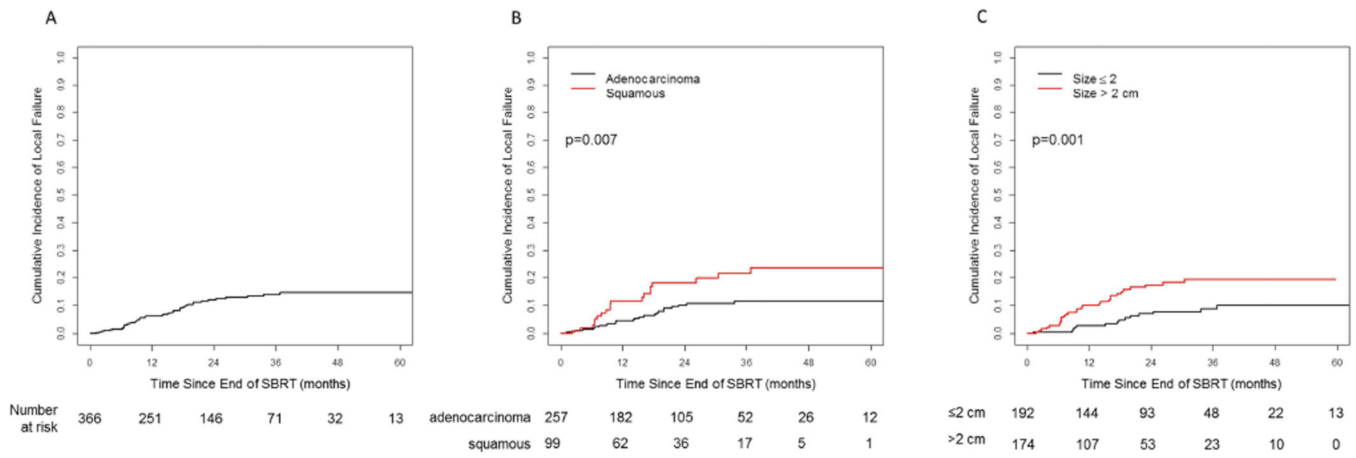 A
Cumulative Incidence of Local Failure
1.0
0.9
0.8
0.7
0.6
0.5
0.4
0.3
0.2
0.1
0.0
0 12 24 36 48 60
Time Since End of SBRT (months)
Number at risk
366 251 146 71 32 13
B
Cumulative Incidence of Local Failure
1.0
0.9
0.8
0.7
0.6
0.5
0.4
0.3
0.2
0.1
0.0
Adenocarcinoma
Squamous
p=0.007
0 12 24 36 48 60
Time Since End of SBRT (months)
adenocarcinoma 257 182 105 52 26 12
squamous 99 62 36 17 5 1
C
Cumulative Incidence of Local Failure
1.0
0.9
0.8
0.7
0.6
0.5
0.4
0.3
0.2
0.1
0.0
Size ≤ 2
Size > 2 cm
p=0.001
0 12 24 36 48 60
Time Since End of SBRT (months)
≤2 cm 192 144 93 48 22 13
>2 cm 174 107 53 23 10 0